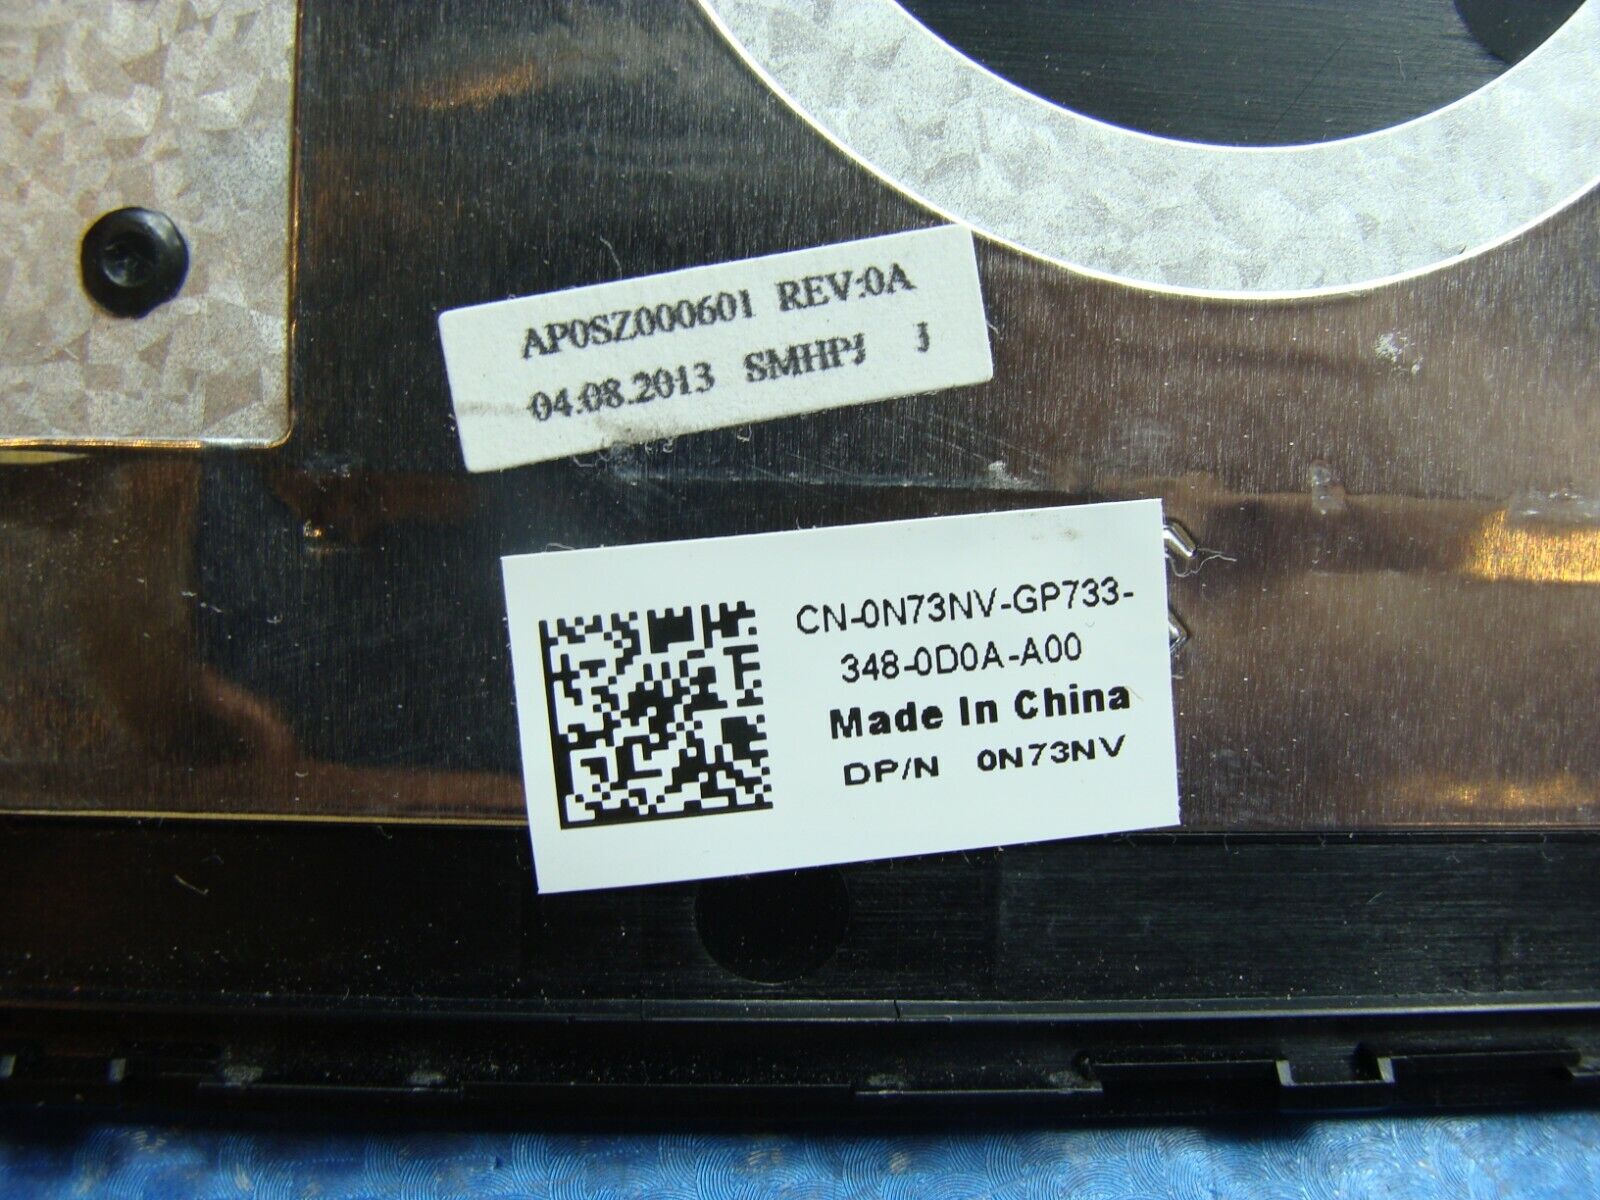 AP0SZ000601 REV:0A
04.08.2013 SMHPJ J
CN-0N73NV-GP733-
348-0D0A-A00
Made In China
DP/N 0N73NV